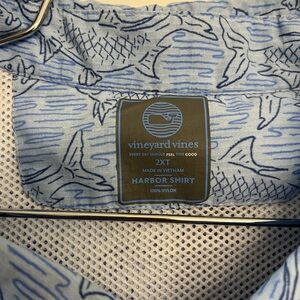 vineyard vines
EVERY DAY SHOULD FEEL THIS GOOD
2XT
MADE IN VIETNAM
HARBOR SHIRT
100% NYLON